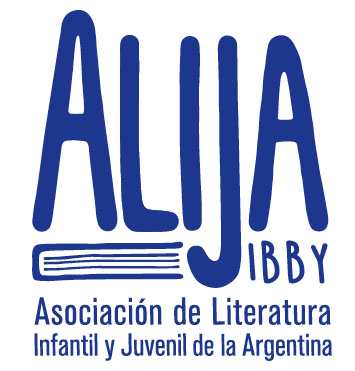 ALIJA
IBBY
Asociación de Literatura
Infantil y Juvenil de la Argentina